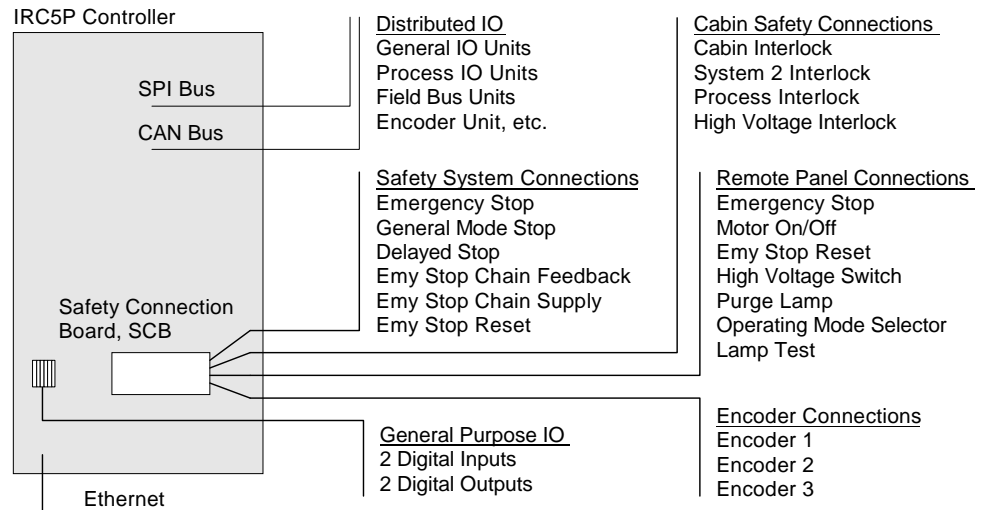 IRC5P Controller
SPI Bus
CAN Bus
Safety Connection
Board, SCB
Ethernet
Distributed IO
General IO Units
Process IO Units
Field Bus Units
Encoder Unit, etc.
Cabin Safety Connections
Cabin Interlock
System 2 Interlock
Process Interlock
High Voltage Interlock
Safety System Connections
Emergency Stop
General Mode Stop
Delayed Stop
Emy Stop Chain Feedback
Emy Stop Chain Supply
Emy Stop Reset
Remote Panel Connections
Emergency Stop
Motor On/Off
Emy Stop Reset
High Voltage Switch
Purge Lamp
Operating Mode Selector
Lamp Test
General Purpose IO
2 Digital Inputs
2 Digital Outputs
Encoder Connections
Encoder 1
Encoder 2
Encoder 3